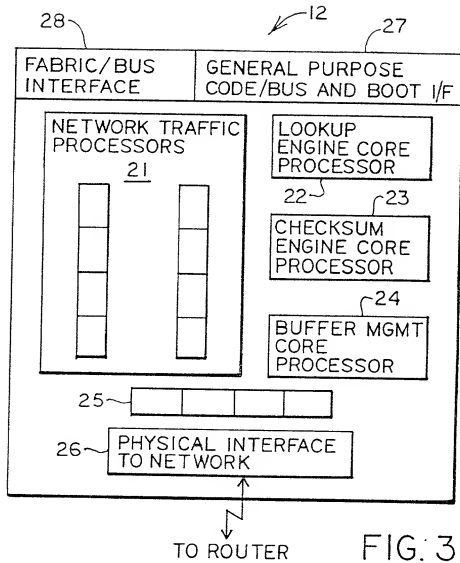 12
28
27
FABRIC/BUS
INTERFACE
GENERAL PURPOSE
CODE/BUS AND BOOT I/F
NETWORK TRAFFIC
PROCESSORS
21
LOOKUP
ENGINE CORE
PROCESSOR
22
23
CHECKSUM
ENGINE CORE
PROCESSOR
24
BUFFER MGMT
CORE
PROCESSOR
25
26
PHYSICAL INTERFACE
TO NETWORK
TO ROUTER
FIG. 3